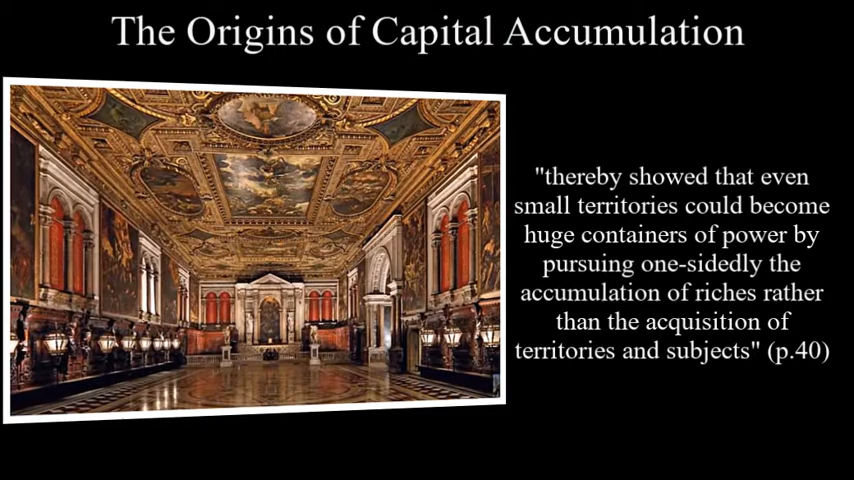 The Origins of Capital Accumulation
"thereby showed that even
small territories could become
huge containers of power by
pursuing one-sidedly the
accumulation of riches rather
than the acquisition of
territories and subjects" (p.40)